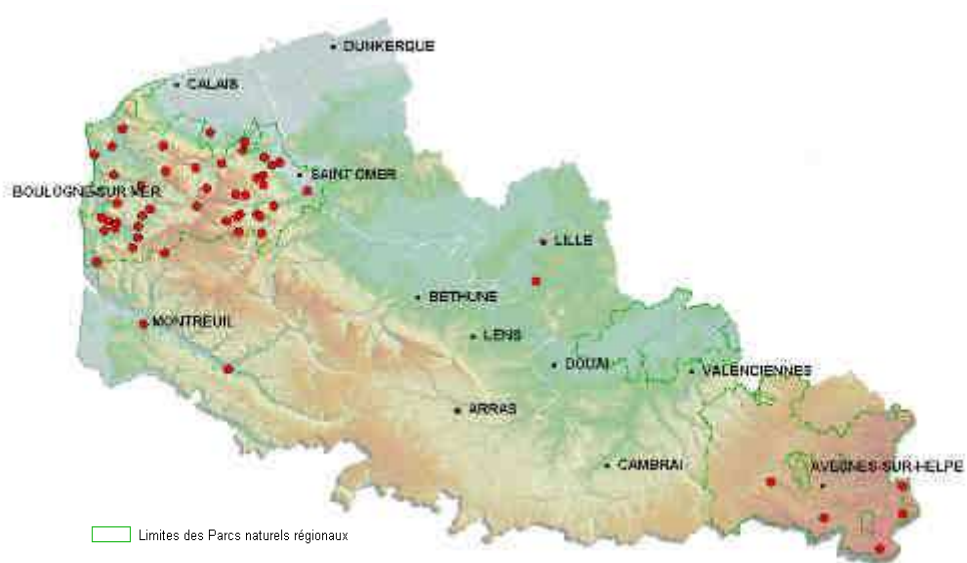 DUNKERQUE
CALAIS
SAINT OMER
BOULOGNE-SUR MER
LILLE
BETHUNE
MONTREUIL
LENS
DOUAI
VALENCIENNES
ARRAS
CAMBRAI
AVESNES-SUR-HELPE
Limites des Parcs naturels régionaux